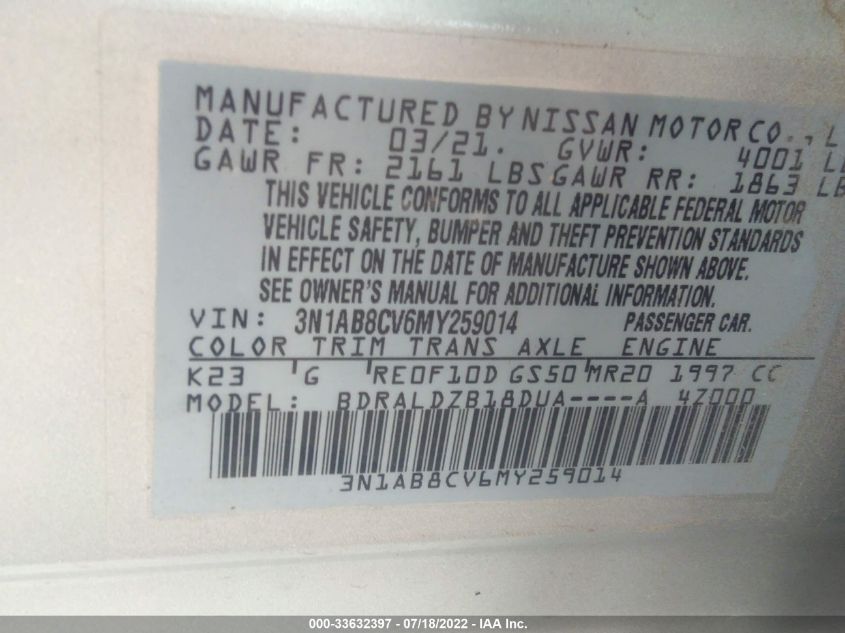 MANUFACTURED BY NISSAN MOTOR CO., L
DATE: 03/21. GVWR: 4001 LB
GAWR FR: 2161 LBS GAWR RR: 1863 LB
THIS VEHICLE CONFORMS TO ALL APPLICABLE FEDERAL MOTOR
VEHICLE SAFETY, BUMPER AND THEFT PREVENTION STANDARDS
IN EFFECT ON THE DATE OF MANUFACTURE SHOWN ABOVE.
SEE OWNER'S MANUAL FOR ADDITIONAL INFORMATION.
VIN: 3N1AB8CV6MY259014 PASSENGER CAR.
COLOR TRIM TRANS AXLE ENGINE
K23 'G 'RE0F10D GS50 'MR20 1997 CC
MODEL: BDRALDZB18DUA----A 4Z000
3N1AB8CV6MY259014
000-33632397 - 07/18/2022 - IAA Inc.